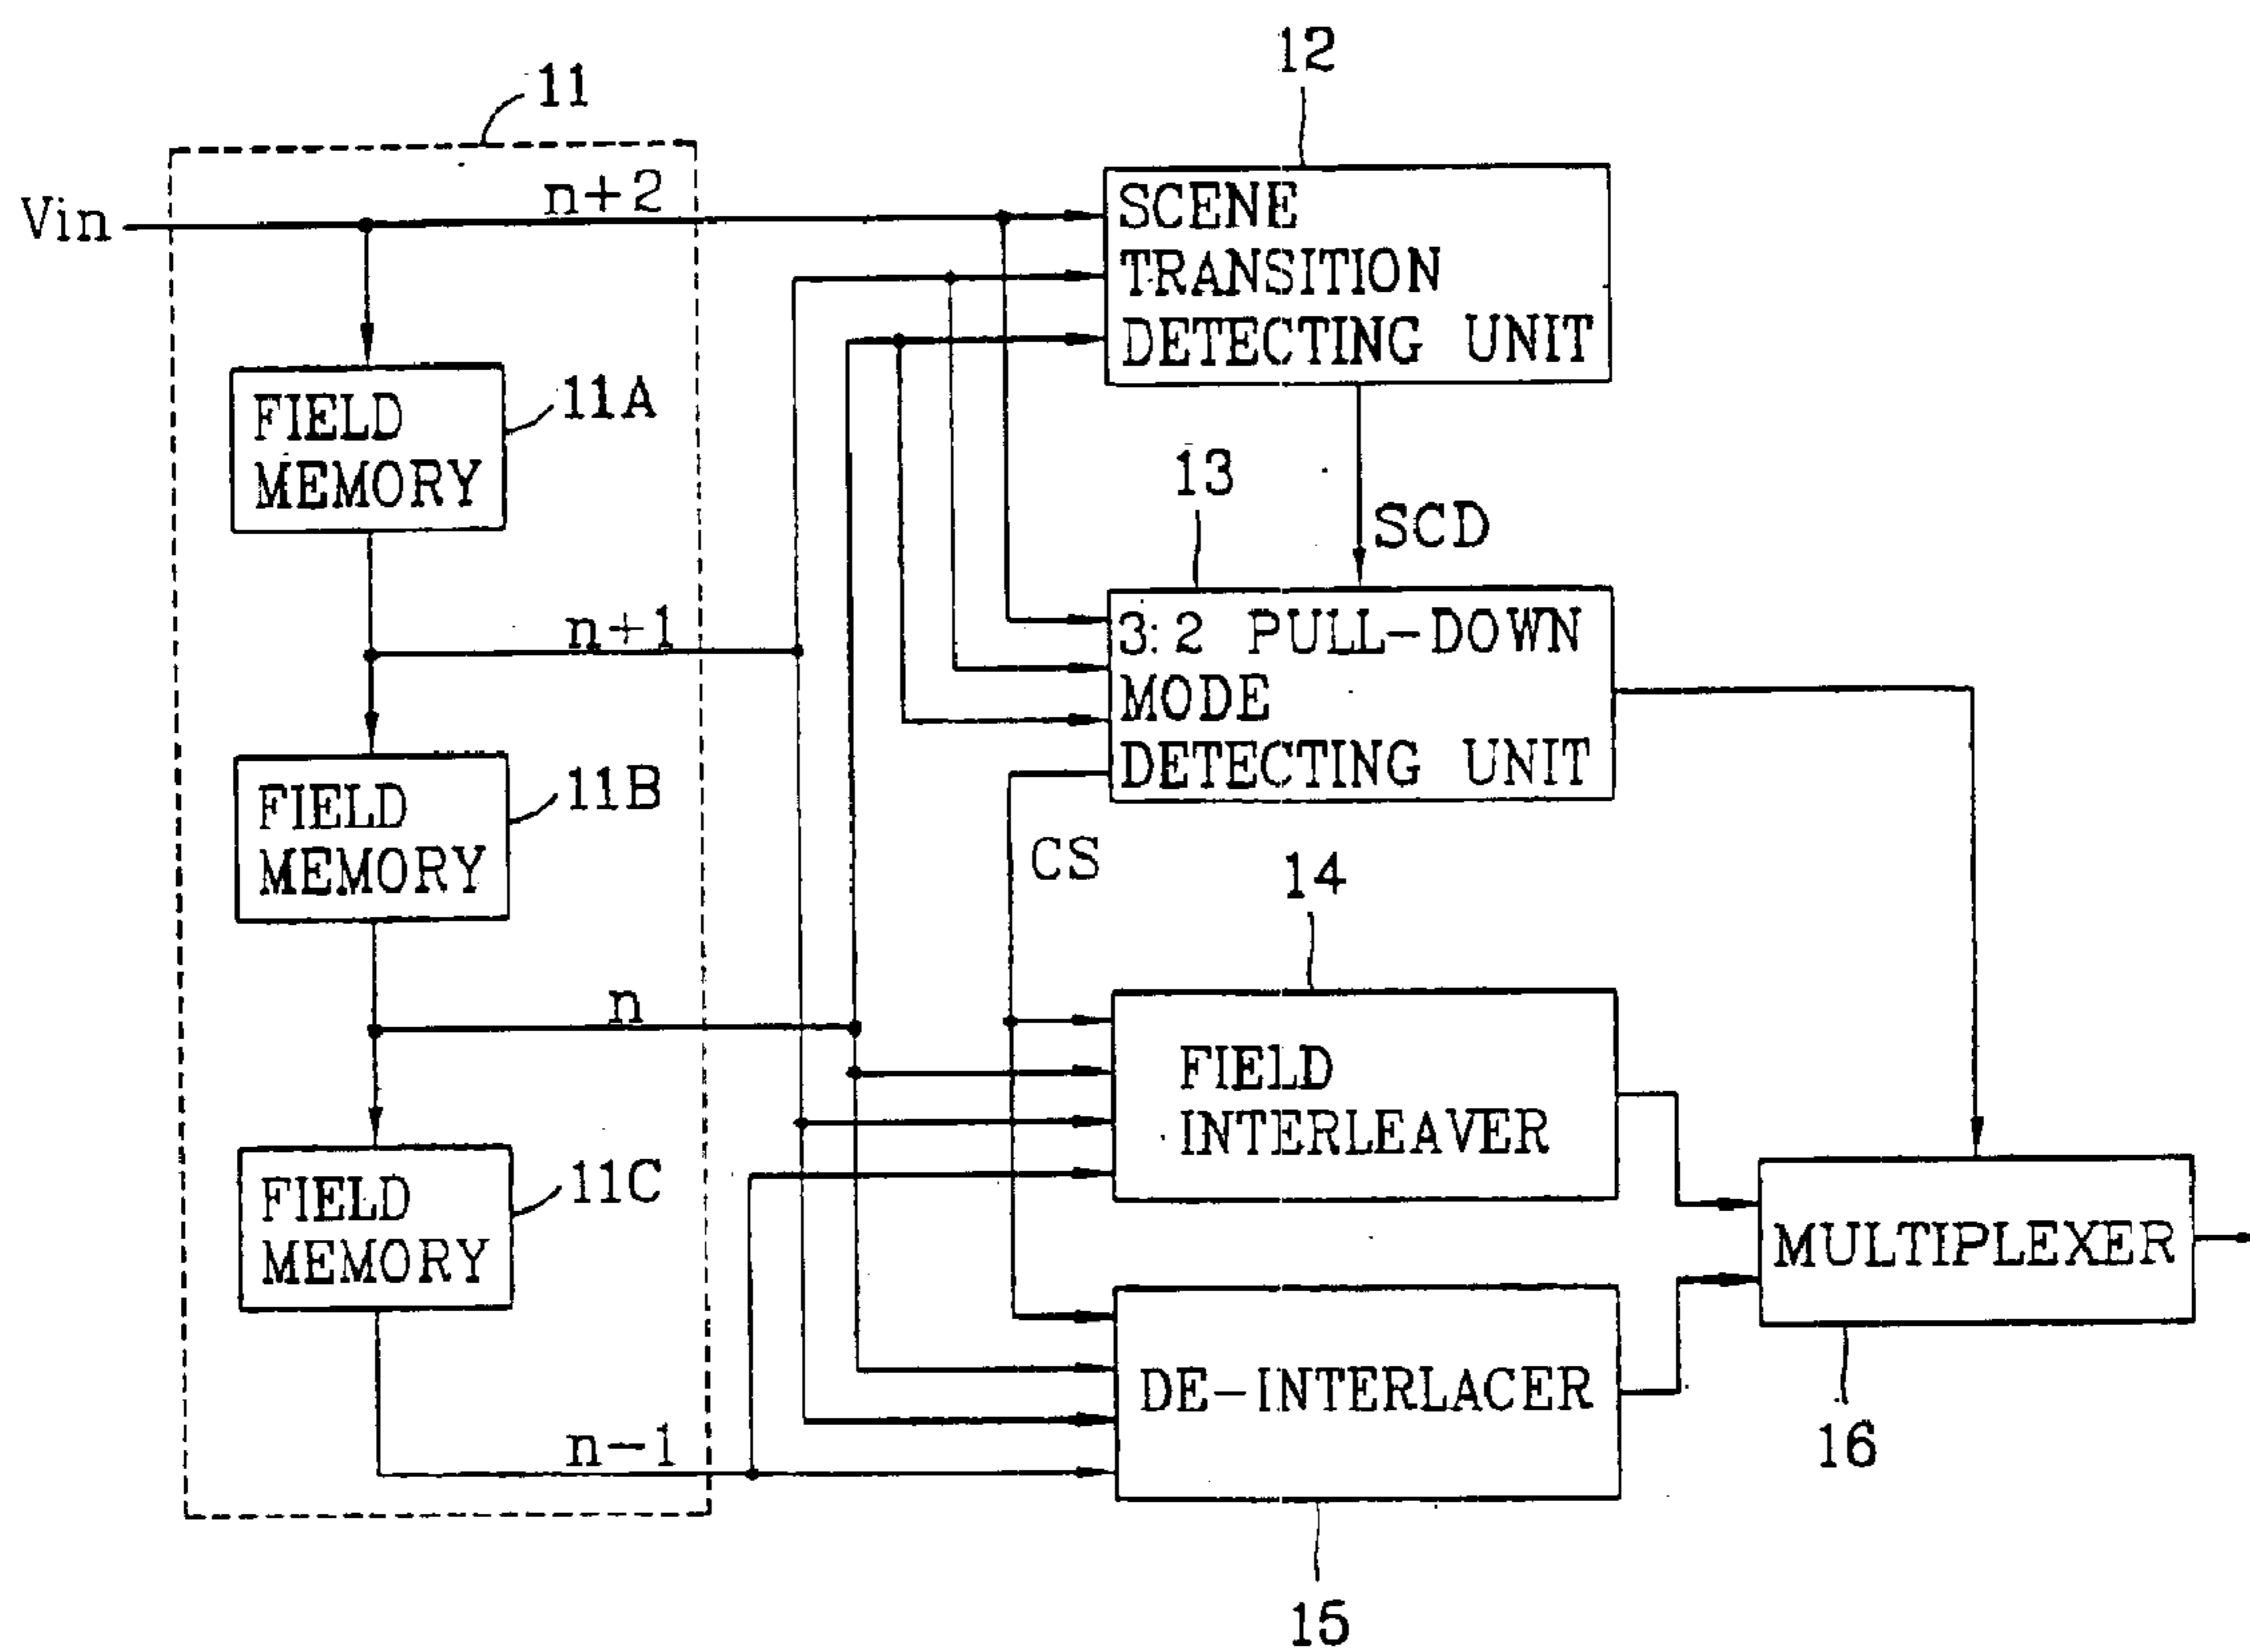 12
11
Vin
n+2
SCENE
TRANSITION
DETECTING UNIT
FIELD
MEMORY
11A
13
SCD
n+1
3:2 PULL-DOWN
MODE
DETECTING UNIT
FIELD
MEMORY
11B
CS
14
n
FIELD
INTERLEAVER
FIELD
MEMORY
11C
MULTIPLEXER
DE-INTERLACER
n-1
16
15